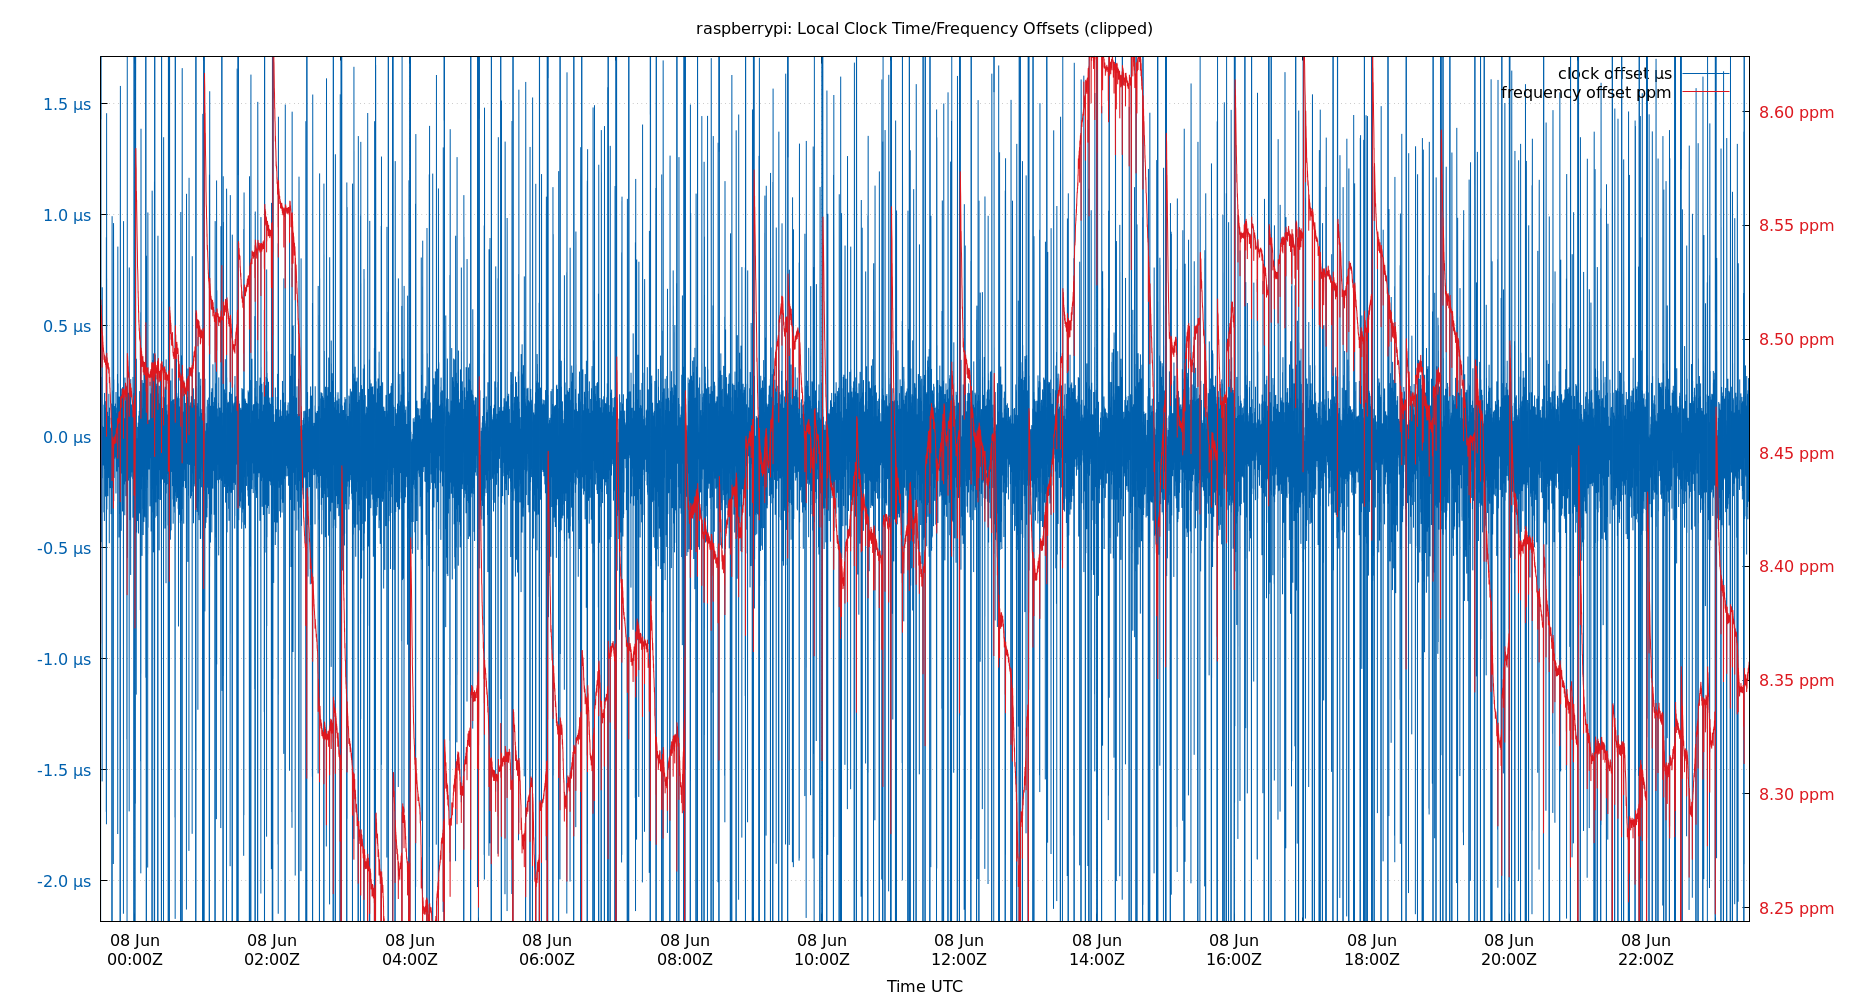 raspberrypi: Local Clock Time/Frequency Offsets (clipped)
clock offset µs
frequency offset ppm
1.5 µs
1.0 µs
0.5 µs
0.0 µs
-0.5 µs
-1.0 µs
-1.5 µs
-2.0 µs
8.60 ppm
8.55 ppm
8.50 ppm
8.45 ppm
8.40 ppm
8.35 ppm
8.30 ppm
8.25 ppm
08 Jun 08 Jun 08 Jun 08 Jun 08 Jun 08 Jun 08 Jun 08 Jun 08 Jun 08 Jun 08 Jun 08 Jun
00:00Z 02:00Z 04:00Z 06:00Z 08:00Z 10:00Z 12:00Z 14:00Z 16:00Z 18:00Z 20:00Z 22:00Z
Time UTC